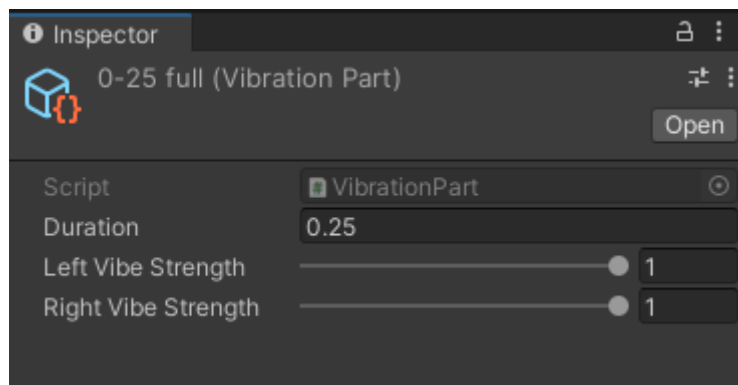 Inspector
0-25 full (Vibration Part)
Open
Script VibrationPart
Duration 0.25
Left Vibe Strength 1
Right Vibe Strength 1